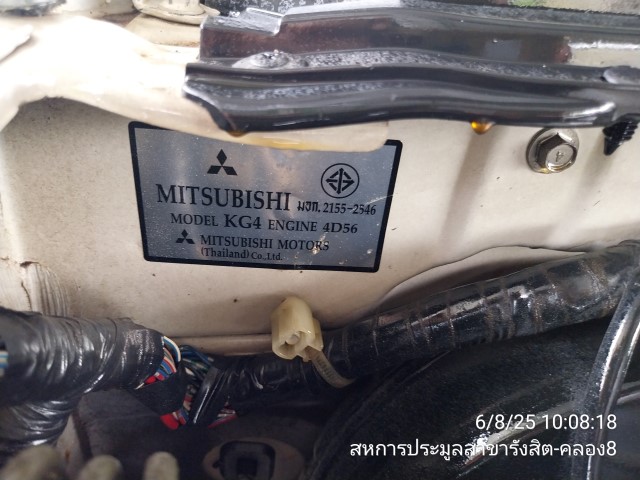 MITSUBISHI มอก. 2155-2546
MODEL KG4 ENGINE 4D56
MITSUBISHI MOTORS
(Thailand) Co., Ltd.
6/8/25 10:08:18
สหการประมูลสาขารังสิต-คลอง8